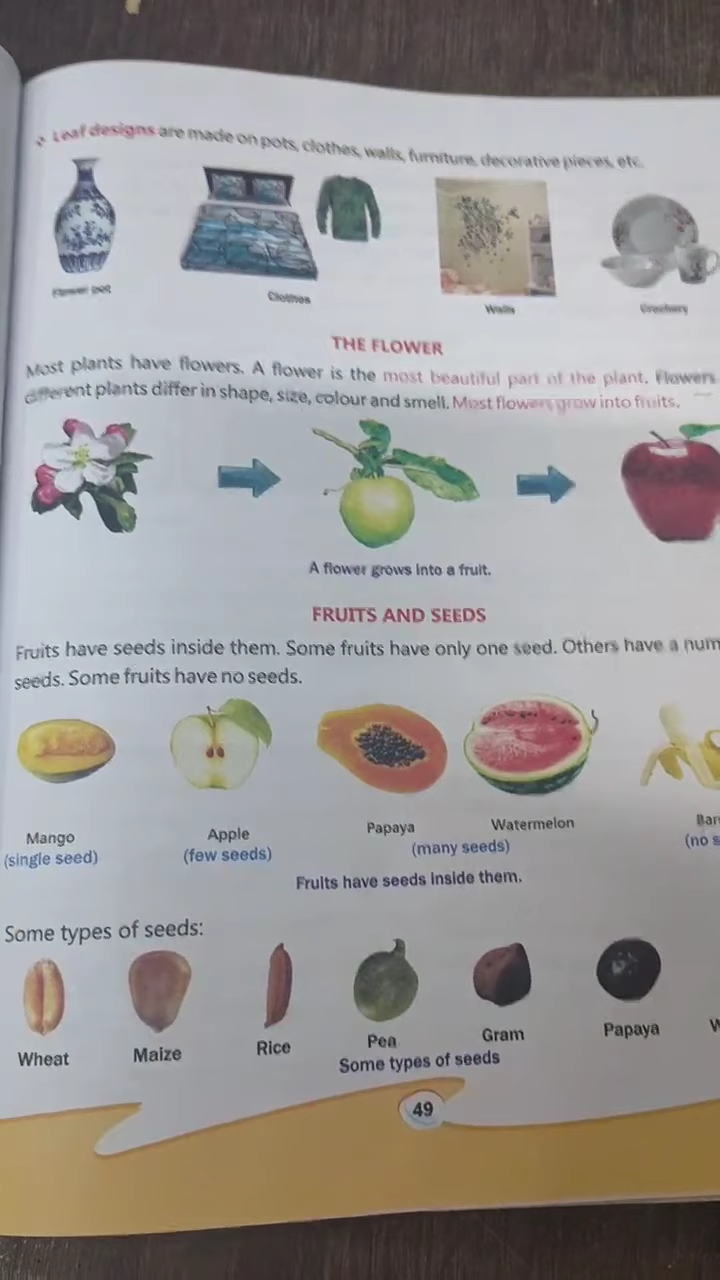 Leaf designs are made on pots, clothes, walls, furniture, decorative pieces, etc.
Flower pot
Clothes
Walls
Crockery
THE FLOWER
Most plants have flowers. A flower is the most beautiful part of the plant. Flowers
different plants differ in shape, size, colour and smell. Most flowers grow into fruits.
A flower grows into a fruit.
FRUITS AND SEEDS
Fruits have seeds inside them. Some fruits have only one seed. Others have a num
seeds. Some fruits have no seeds.
Mango Apple Papaya Watermelon Ban
(single seed) (few seeds) (many seeds) (no s
Fruits have seeds inside them.
Some types of seeds:
Wheat Maize Rice Pea Gram Papaya W
Some types of seeds
49